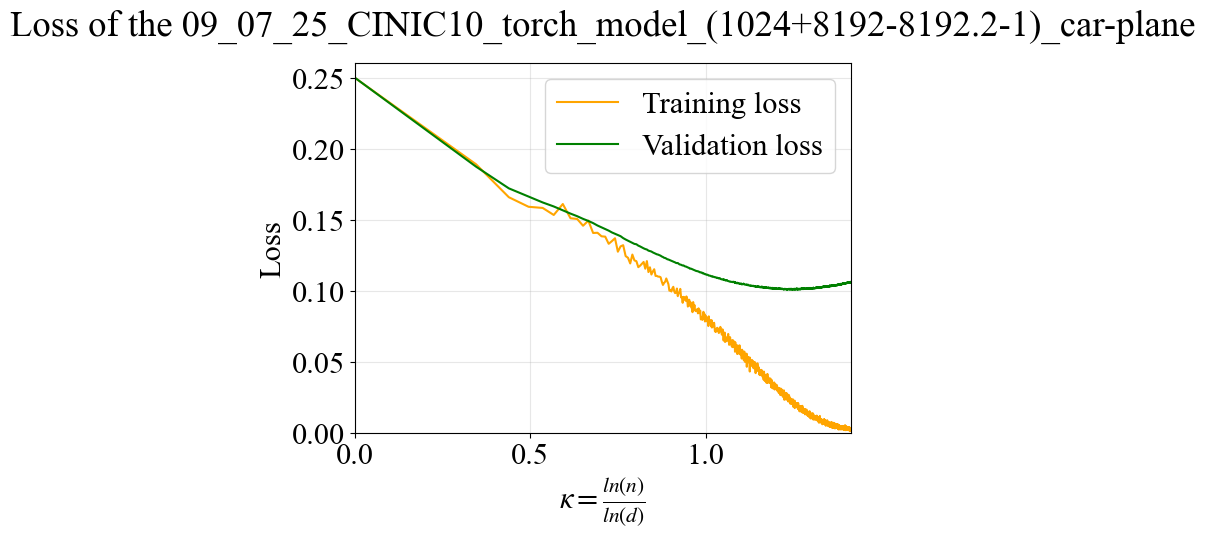 Loss of the 09_07_25_CINIC10_torch_model_(1024+8192-8192.2-1)_car-plane
0.25
0.20
0.15
0.10
0.05
0.00
Loss
Training loss
Validation loss
0.0 0.5 1.0
κ = ln(n)/ln(d)